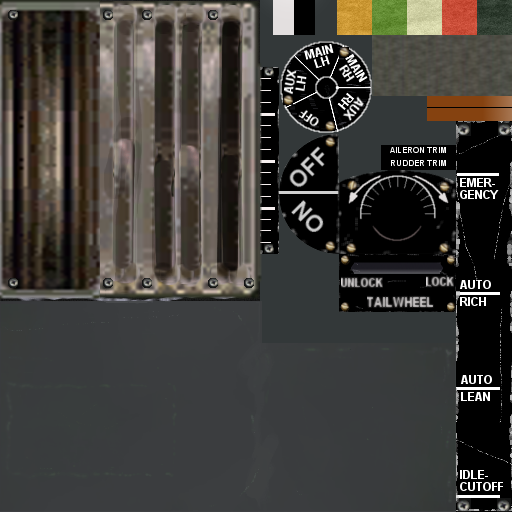 MAIN
LH
MAIN
RH
AUX
LH
AUX
RH
OFF
OFF
NO
AILERON TRIM
RUDDER TRIM
UNLOCK LOCK
TAILWHEEL
EMER-
GENCY
AUTO
RICH
AUTO
LEAN
IDLE-
CUTOFF